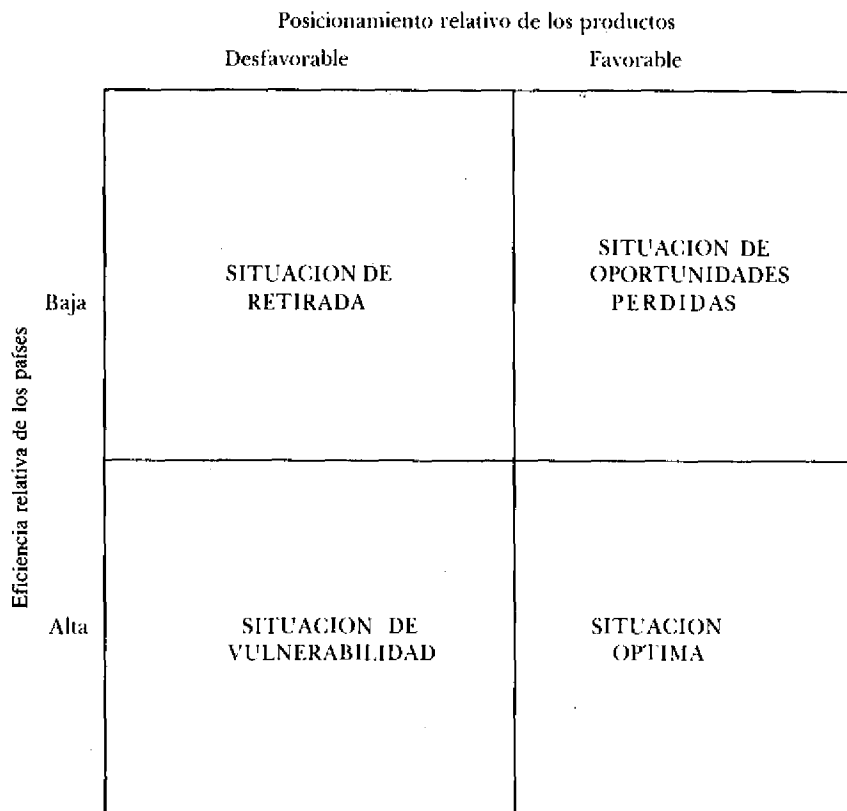 Posicionamiento relativo de los productos
Desfavorable Favorable
Eficiencia relativa de los países
Baja
SITUACION DE
RETIRADA
SITUACION DE
OPORTUNIDADES
PERDIDAS
Alta
SITUACION DE
VULNERABILIDAD
SITUACION
OPTIMA